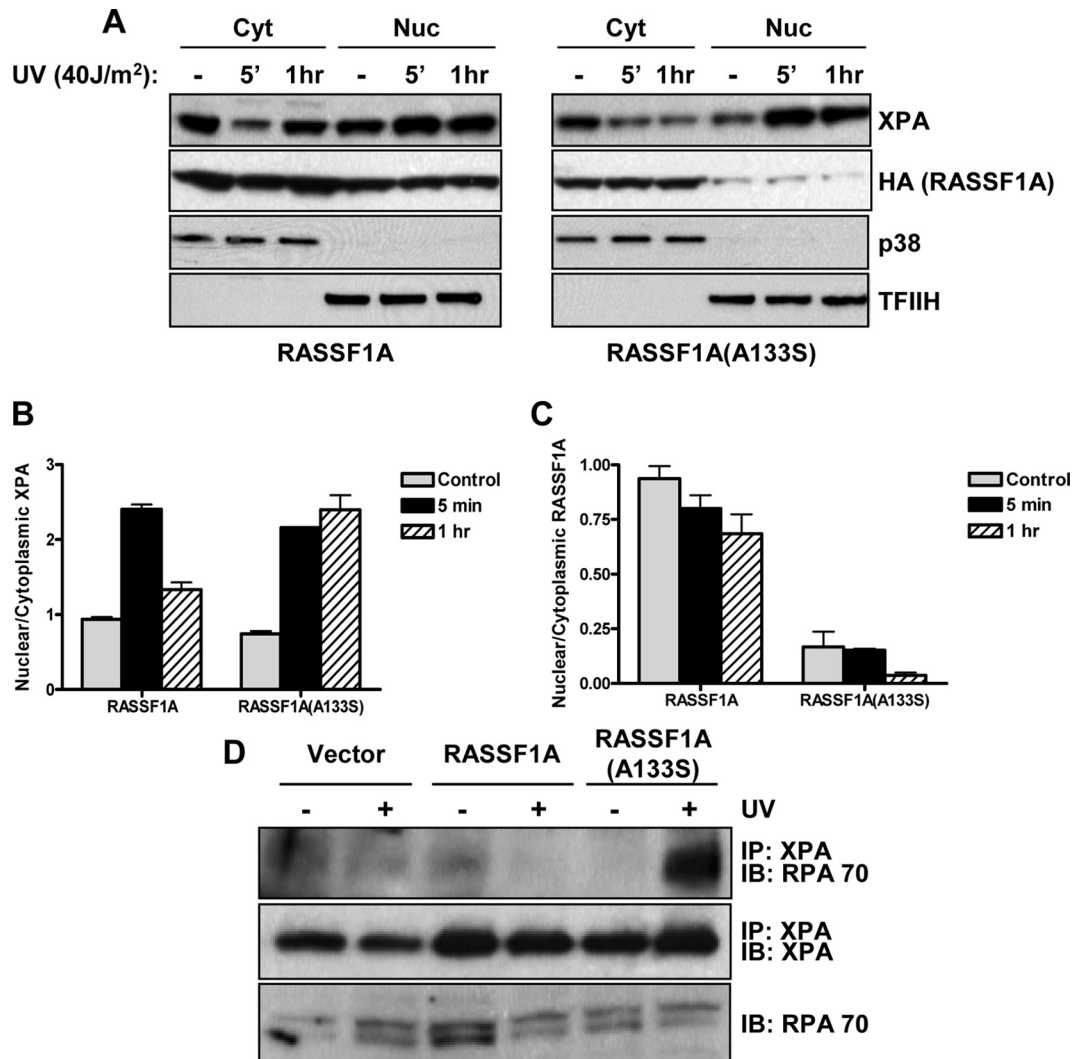 A
Cyt Nuc Cyt Nuc
UV (40J/m²): - 5’ 1hr - 5’ 1hr - 5’ 1hr - 5’ 1hr
XPA
HA (RASSF1A)
p38
TFIIH
RASSF1A RASSF1A(A133S)
B
Nuclear/Cytoplasmic XPA
3
2
1
0
RASSF1A RASSF1A(A133S)
Control
5 min
1 hr
C
Nuclear/Cytoplasmic RASSF1A
1.00
0.75
0.50
0.25
0.00
RASSF1A RASSF1A(A133S)
Control
5 min
1 hr
D
Vector RASSF1A RASSF1A
(A133S)
- + - + - + UV
IP: XPA
IB: RPA 70
IP: XPA
IB: XPA
IB: RPA 70